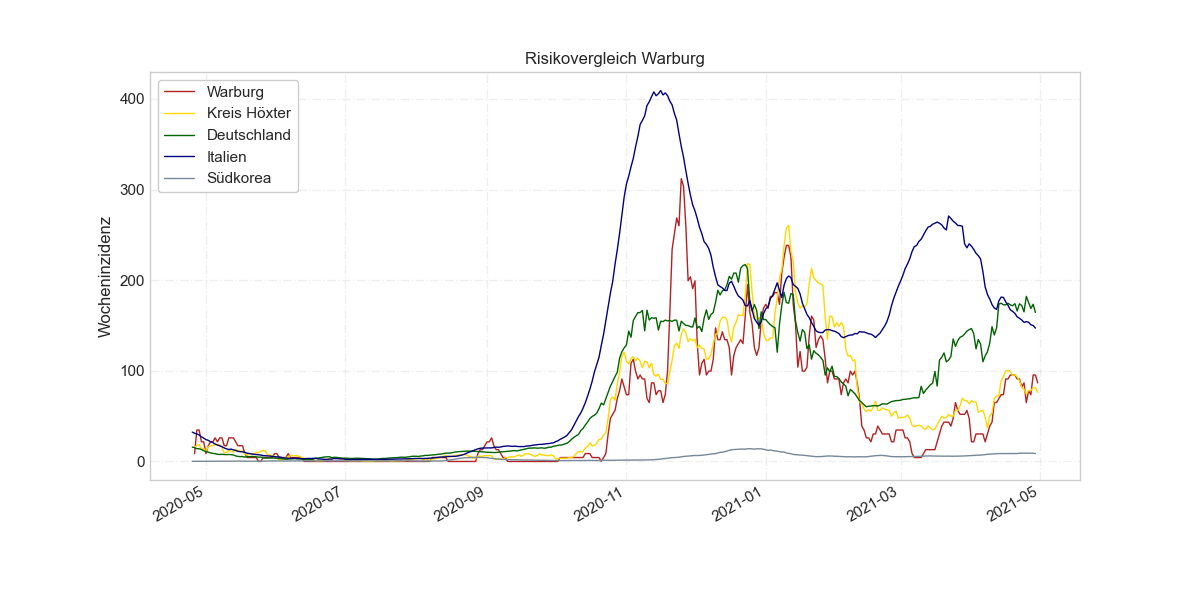 Risikovergleich Warburg
Warburg
Kreis Höxter
Deutschland
Italien
Südkorea
Wocheninzidenz
400
300
200
100
0
2020-05
2020-07
2020-09
2020-11
2021-01
2021-03
2021-05